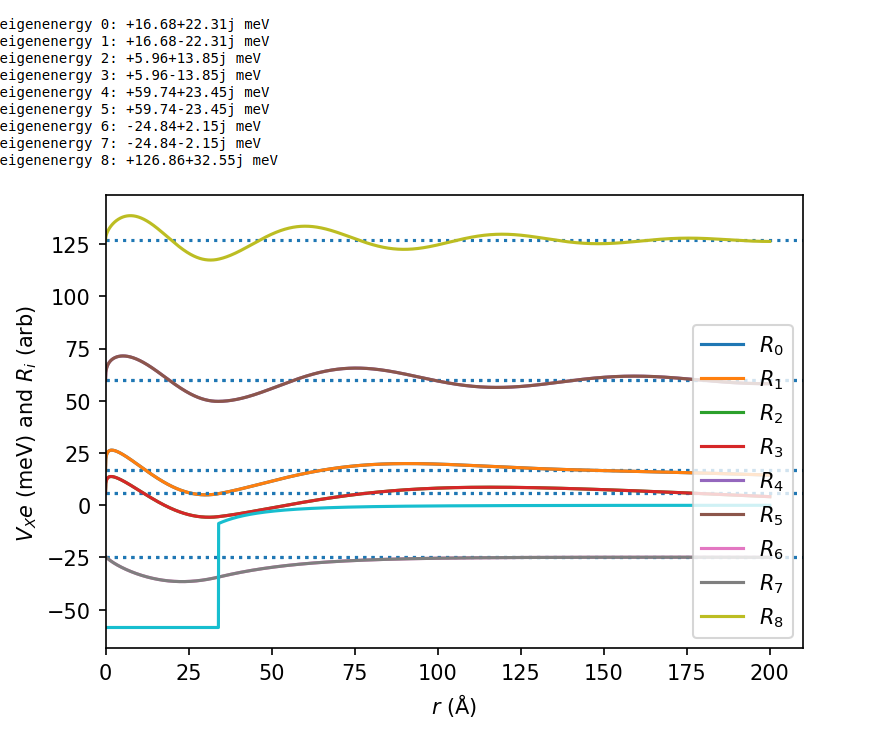 eigenenergy 0: +16.68+22.31j meV
eigenenergy 1: +16.68-22.31j meV
eigenenergy 2: +5.96+13.85j meV
eigenenergy 3: +5.96-13.85j meV
eigenenergy 4: +59.74+23.45j meV
eigenenergy 5: +59.74-23.45j meV
eigenenergy 6: -24.84+2.15j meV
eigenenergy 7: -24.84-2.15j meV
eigenenergy 8: +126.86+32.55j meV
125
100
75
50
25
0
−25
−50
V_Xe (meV) and R_i (arb)
R_0
R_1
R_2
R_3
R_4
R_5
R_6
R_7
R_8
0 25 50 75 100 125 150 175 200
r (Å)